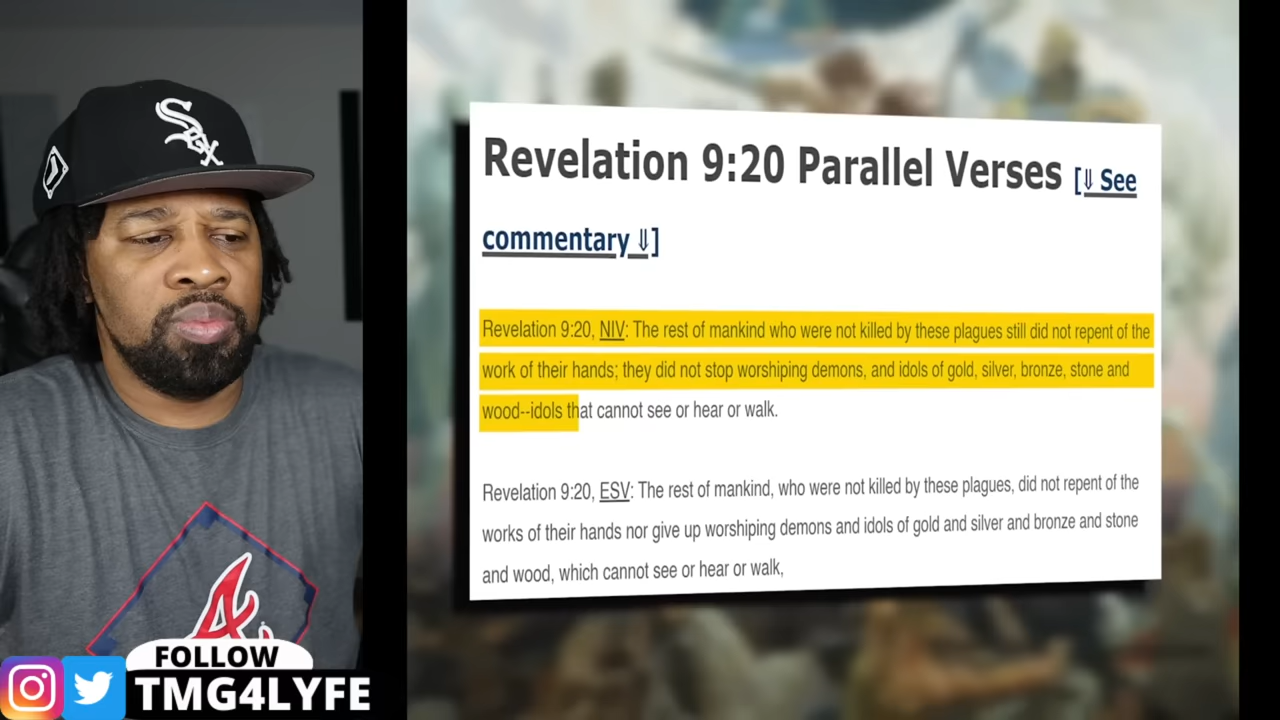 Sox
Revelation 9:20 Parallel Verses [⇓ See
commentary ⇓]
Revelation 9:20, NIV: The rest of mankind who were not killed by these plagues still did not repent of the
work of their hands; they did not stop worshiping demons, and idols of gold, silver, bronze, stone and
wood--idols that cannot see or hear or walk.
Revelation 9:20, ESV: The rest of mankind, who were not killed by these plagues, did not repent of the
works of their hands nor give up worshiping demons and idols of gold and silver and bronze and stone
and wood, which cannot see or hear or walk,
A
FOLLOW
TMG4LYFE